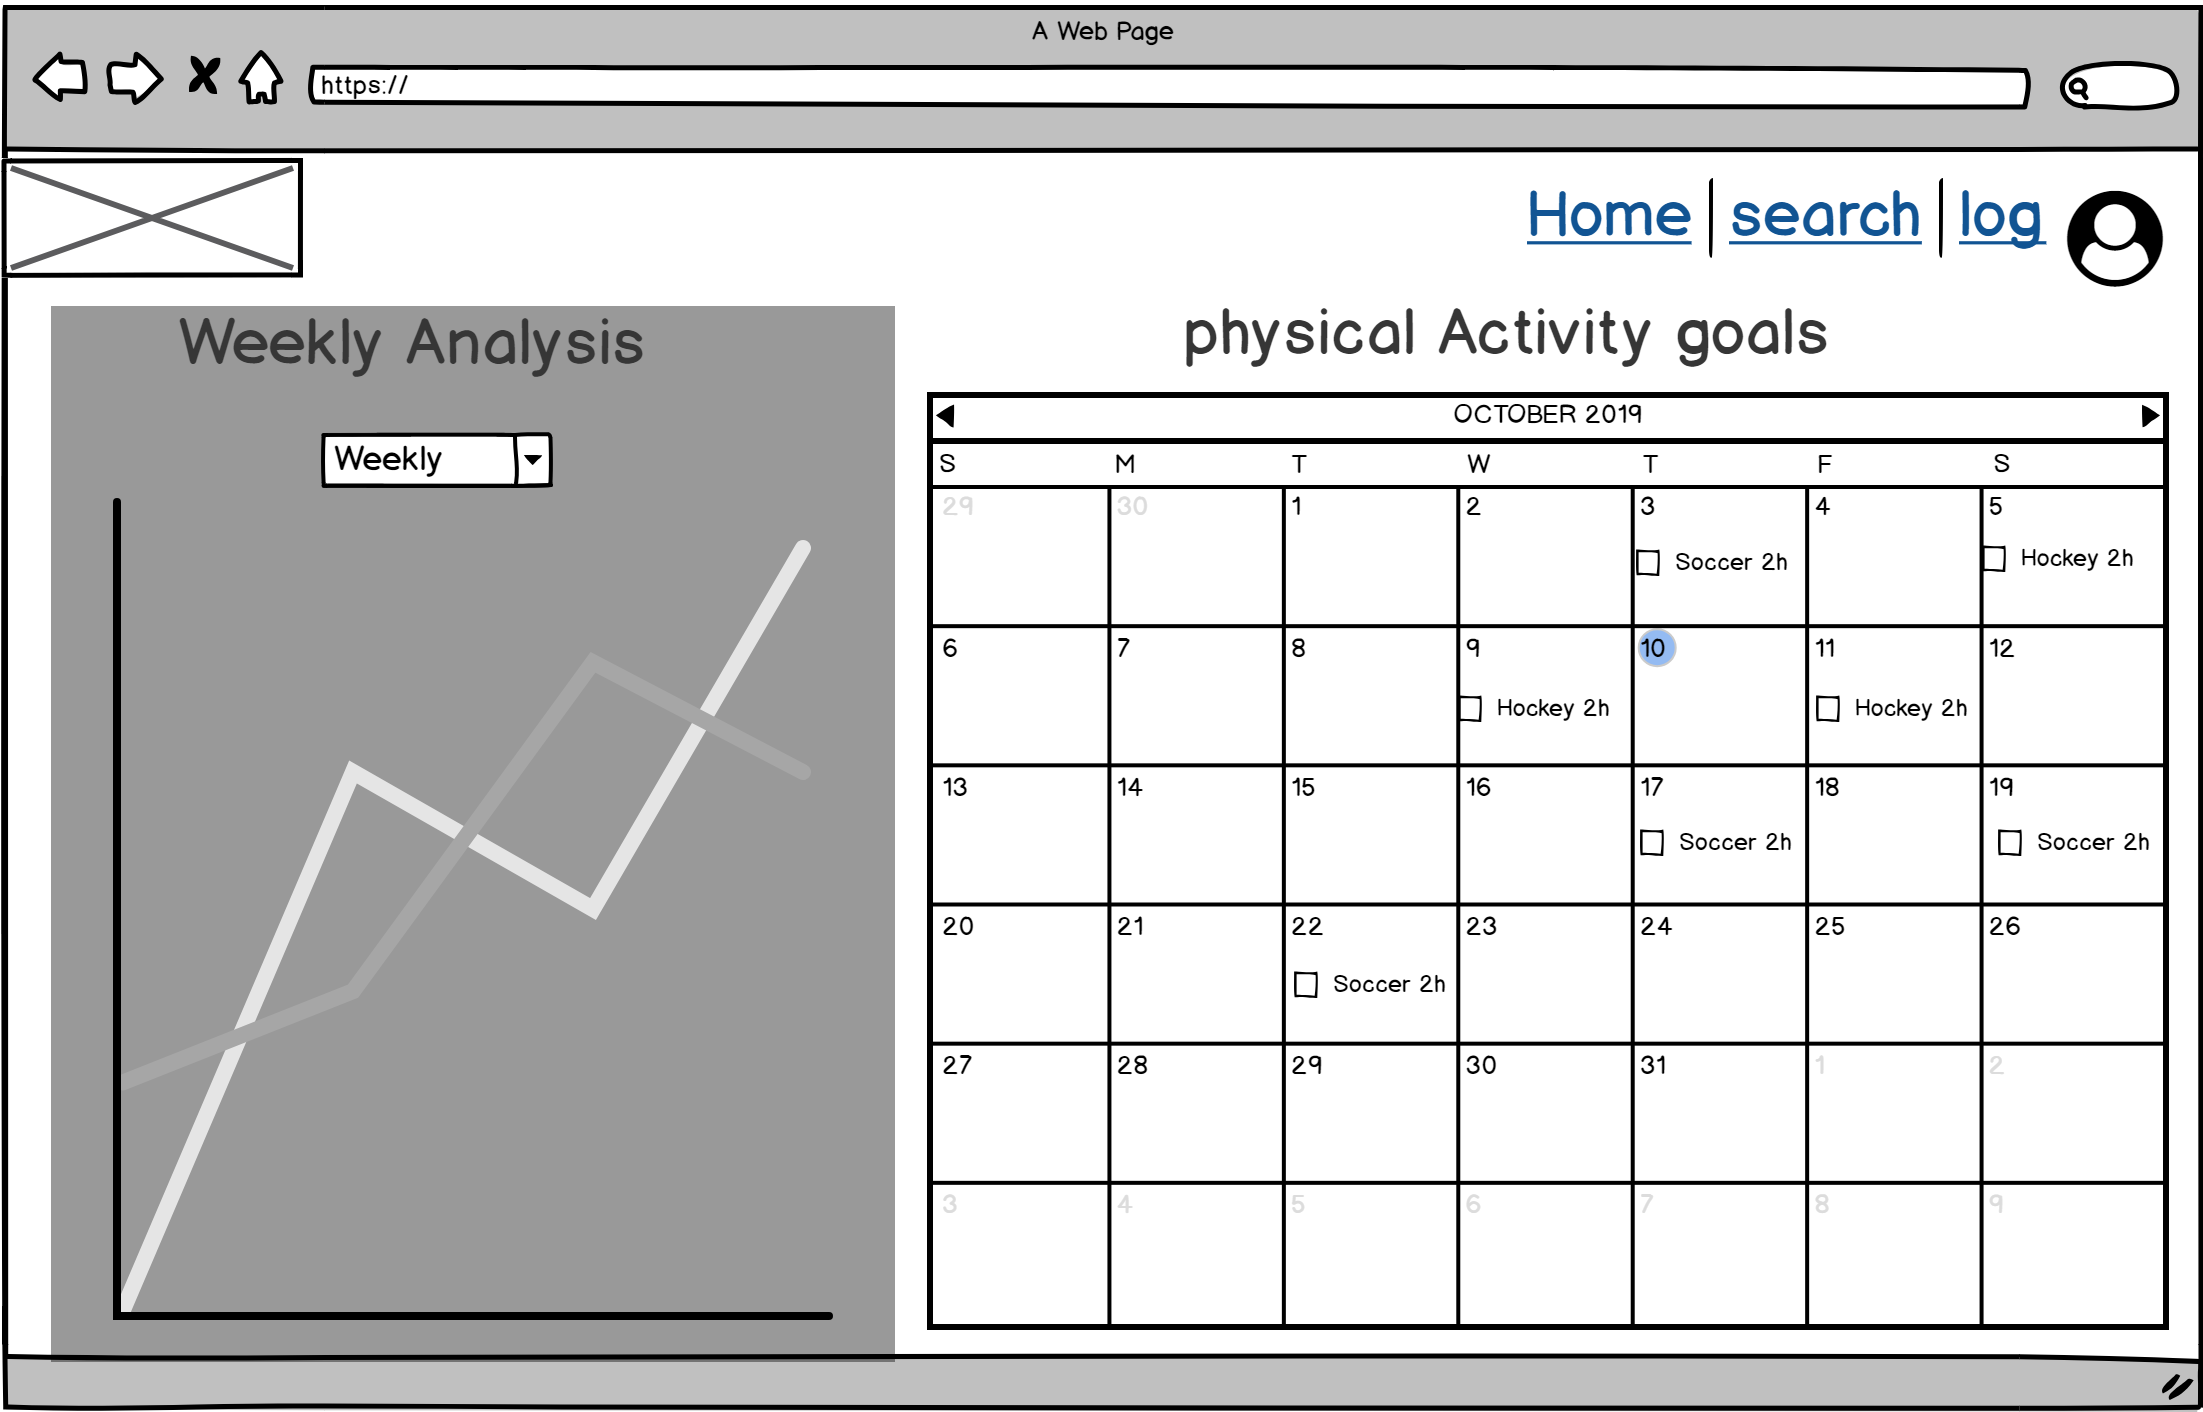 A Web Page
https://
Home search log
Weekly Analysis
Weekly
physical Activity goals
OCTOBER 2019
S M T W T F S
29 30 1 2 3 4 5
Soccer 2h Hockey 2h
6 7 8 9 10 11 12
Hockey 2h Hockey 2h
13 14 15 16 17 18 19
Soccer 2h Soccer 2h
20 21 22 23 24 25 26
Soccer 2h
27 28 29 30 31 1 2
3 4 5 6 7 8 9